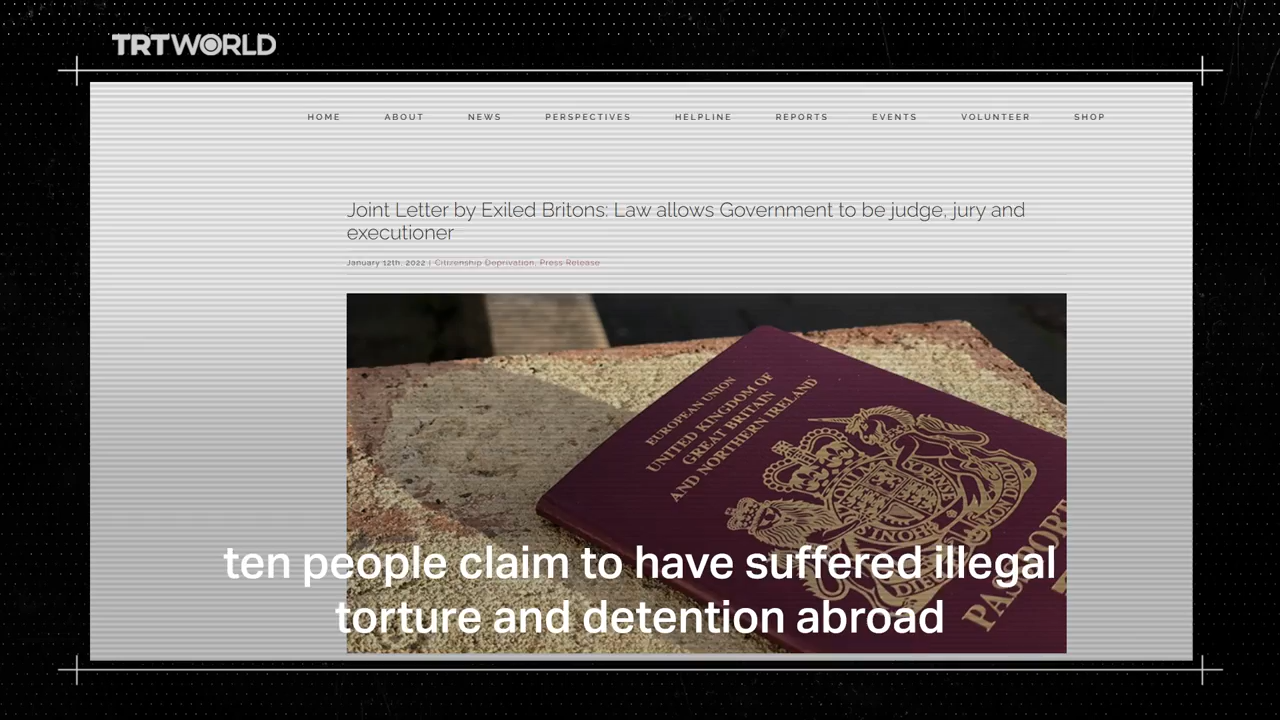 TRTWORLD
HOME ABOUT NEWS PERSPECTIVES HELPLINE REPORTS EVENTS VOLUNTEER SHOP
Joint Letter by Exiled Britons: Law allows Government to be judge, jury and
executioner
January 12th, 2022 | Citizenship Deprivation, Press Release
EUROPEAN UNION
UNITED KINGDOM OF
GREAT BRITAIN
AND NORTHERN IRELAND
ten people claim to have suffered illegal
torture and detention abroad